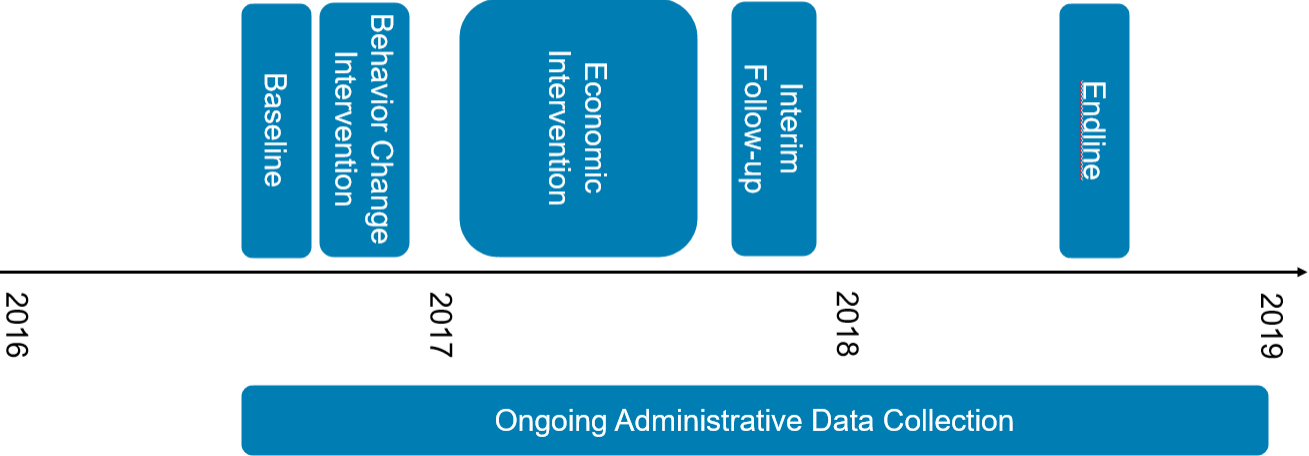 Baseline
Behavior Change
Intervention
Economic
Intervention
Interim
Follow-up
Endline
2016
2017
2018
2019
Ongoing Administrative Data Collection